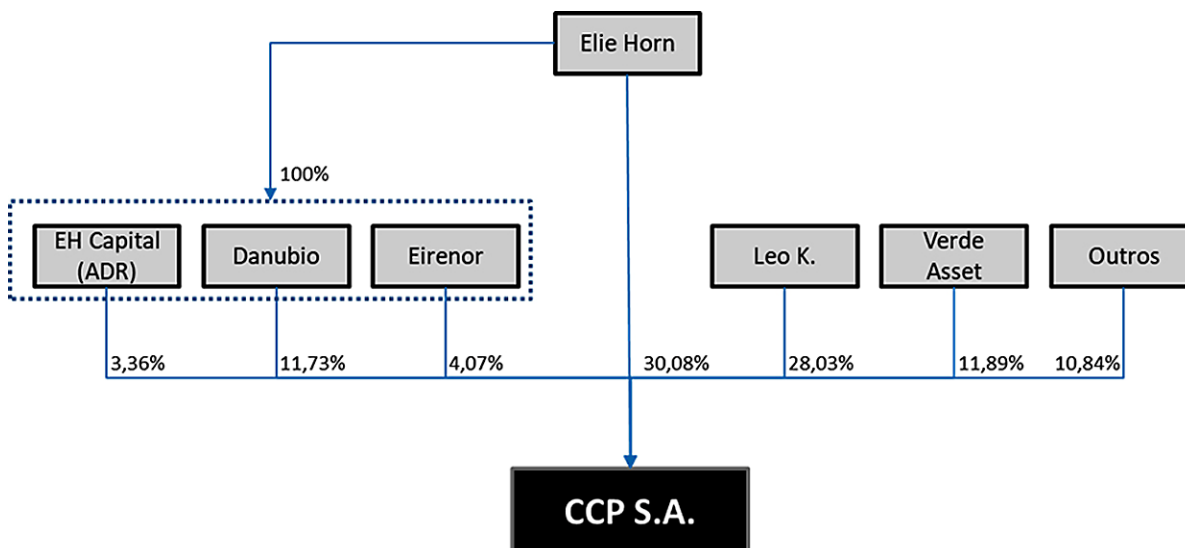 Elie Horn
100%
EH Capital
(ADR)
Danubio
Eirenor
Leo K.
Verde
Asset
Outros
3,36%
11,73%
4,07%
30,08%
28,03%
11,89%
10,84%
CCP S.A.